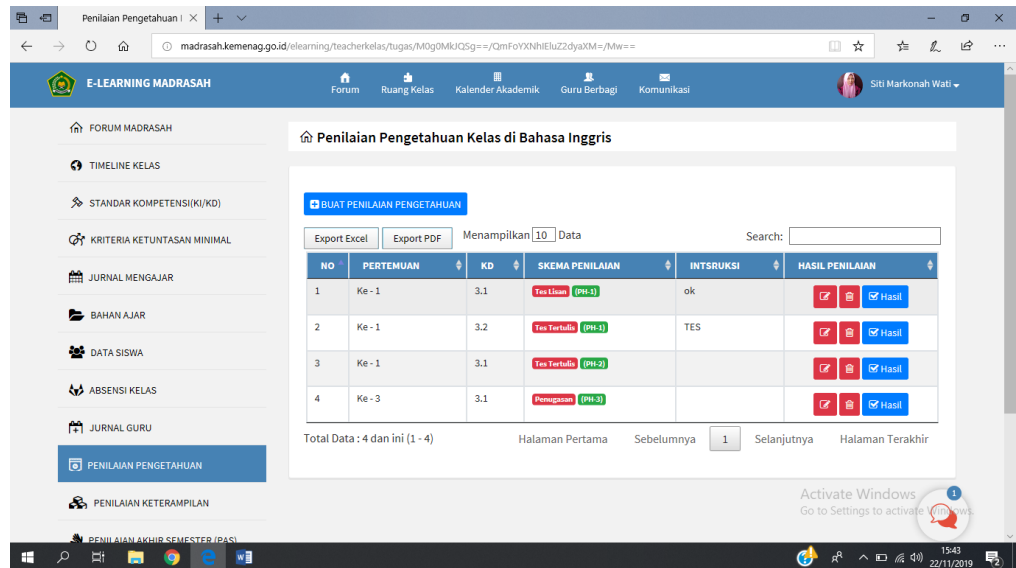 Penilaian Pengetahuan |
madrasah.kemenag.go.id/elearning/teacherkelas/tugas/M0g0MkJQSg==/QmFoYXNhIEluZ2dyaXM=/Mw==
E-LEARNING MADRASAH
Forum Ruang Kelas Kalender Akademik Guru Berbagi Komunikasi
Siti Markonah Wati
FORUM MADRASAH
TIMELINE KELAS
STANDAR KOMPETENSI(KI/KD)
KRITERIA KETUNTASAN MINIMAL
JURNAL MENGAJAR
BAHAN AJAR
DATA SISWA
ABSENSI KELAS
JURNAL GURU
PENILAIAN PENGETAHUAN
PENILAIAN KETERAMPILAN
PENILAIAN AKHIR SEMESTER (PAS)
Penilaian Pengetahuan Kelas di Bahasa Inggris
BUAT PENILAIAN PENGETAHUAN
Export Excel Export PDF Menampilkan 10 Data Search:
NO PERTEMUAN KD SKEMA PENILAIAN INTSRUKSI HASIL PENILAIAN
1 Ke - 1 3.1 Tes Lisan (PH-1) ok Hasil
2 Ke - 1 3.2 Tes Tertulis (PH-1) TES Hasil
3 Ke - 1 3.1 Tes Tertulis (PH-2) Hasil
4 Ke - 3 3.1 Penugasan (PH-3) Hasil
Total Data : 4 dan ini (1 - 4) Halaman Pertama Sebelumnya 1 Selanjutnya Halaman Terakhir
Activate Windows
Go to Settings to activate Windows.
1
15:43
22/11/2019
2